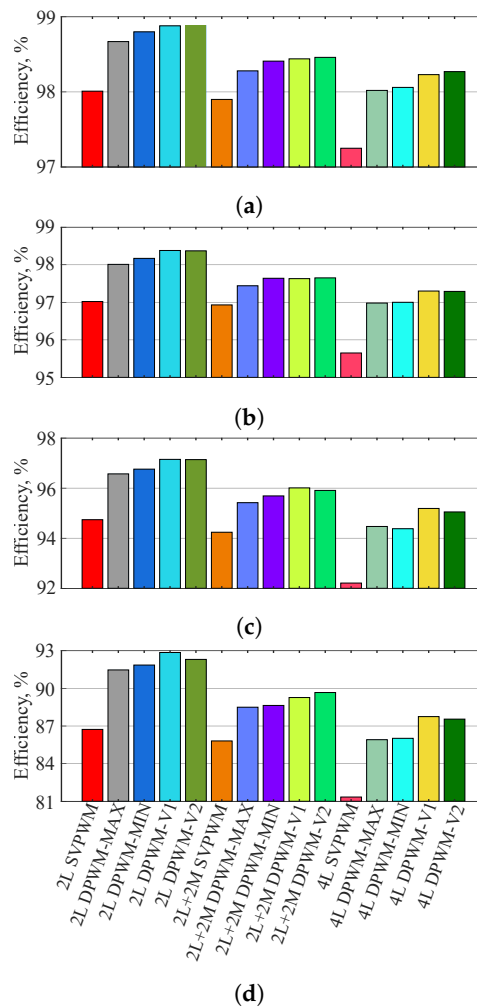 99
98
97
Efficiency, %
(a)
99
98
97
96
95
Efficiency, %
(b)
98
96
94
92
Efficiency, %
(c)
93
90
87
84
81
Efficiency, %
2L SVPWM
2L DPWM-MAX
2L DPWM-MIN
2L DPWM-V1
2L DPWM-V2
2L+2M SVPWM
2L+2M DPWM-MAX
2L+2M DPWM-MIN
2L+2M DPWM-V1
2L+2M DPWM-V2
4L SVPWM
4L DPWM-MAX
4L DPWM-MIN
4L DPWM-V1
4L DPWM-V2
(d)